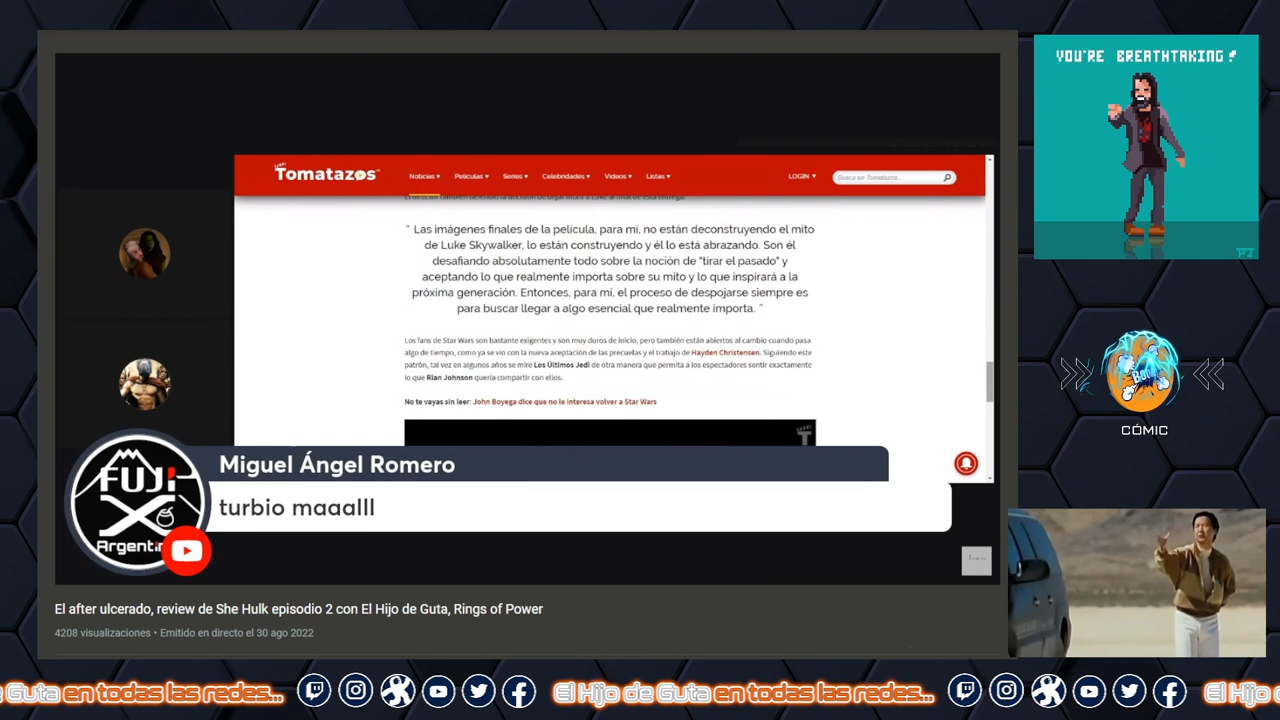 YOU'RE BREATHTAKING!
Tomatazos
Noticias
Películas
Series
Celebridades
Videos
Listas
LOGIN
Busca en Tomatazos...
" Las imágenes finales de la película, para mí, no están deconstruyendo el mito
de Luke Skywalker, lo están construyendo y él lo está abrazando. Son él
desafiando absolutamente todo sobre la noción de "tirar el pasado" y
aceptando lo que realmente importa sobre su mito y lo que inspirará a la
próxima generación. Entonces, para mí, el proceso de despojarse siempre es
para buscar llegar a algo esencial que realmente importa. "
Los fans de Star Wars son bastante exigentes y son muy duros de inicio, pero también están abiertos al cambio cuando pasa
algo de tiempo, como ya se vio con la nueva aceptación de las precuelas y el trabajo de Hayden Christensen. Siguiendo este
patrón, tal vez en algunos años se mire Los Últimos Jedi de otra manera que permita a los espectadores sentir exactamente
lo que Rian Johnson quería compartir con ellos.
No te vayas sin leer: John Boyega dice que no le interesa volver a Star Wars
CÓMIC
FUJI
X
Argentin
Miguel Ángel Romero
turbio maaalll
El after ulcerado, review de She Hulk episodio 2 con El Hijo de Guta, Rings of Power
4208 visualizaciones • Emitido en directo el 30 ago 2022
e Guta en todas las redes...
El Hijo de Guta en todas las redes...
El Hijo d